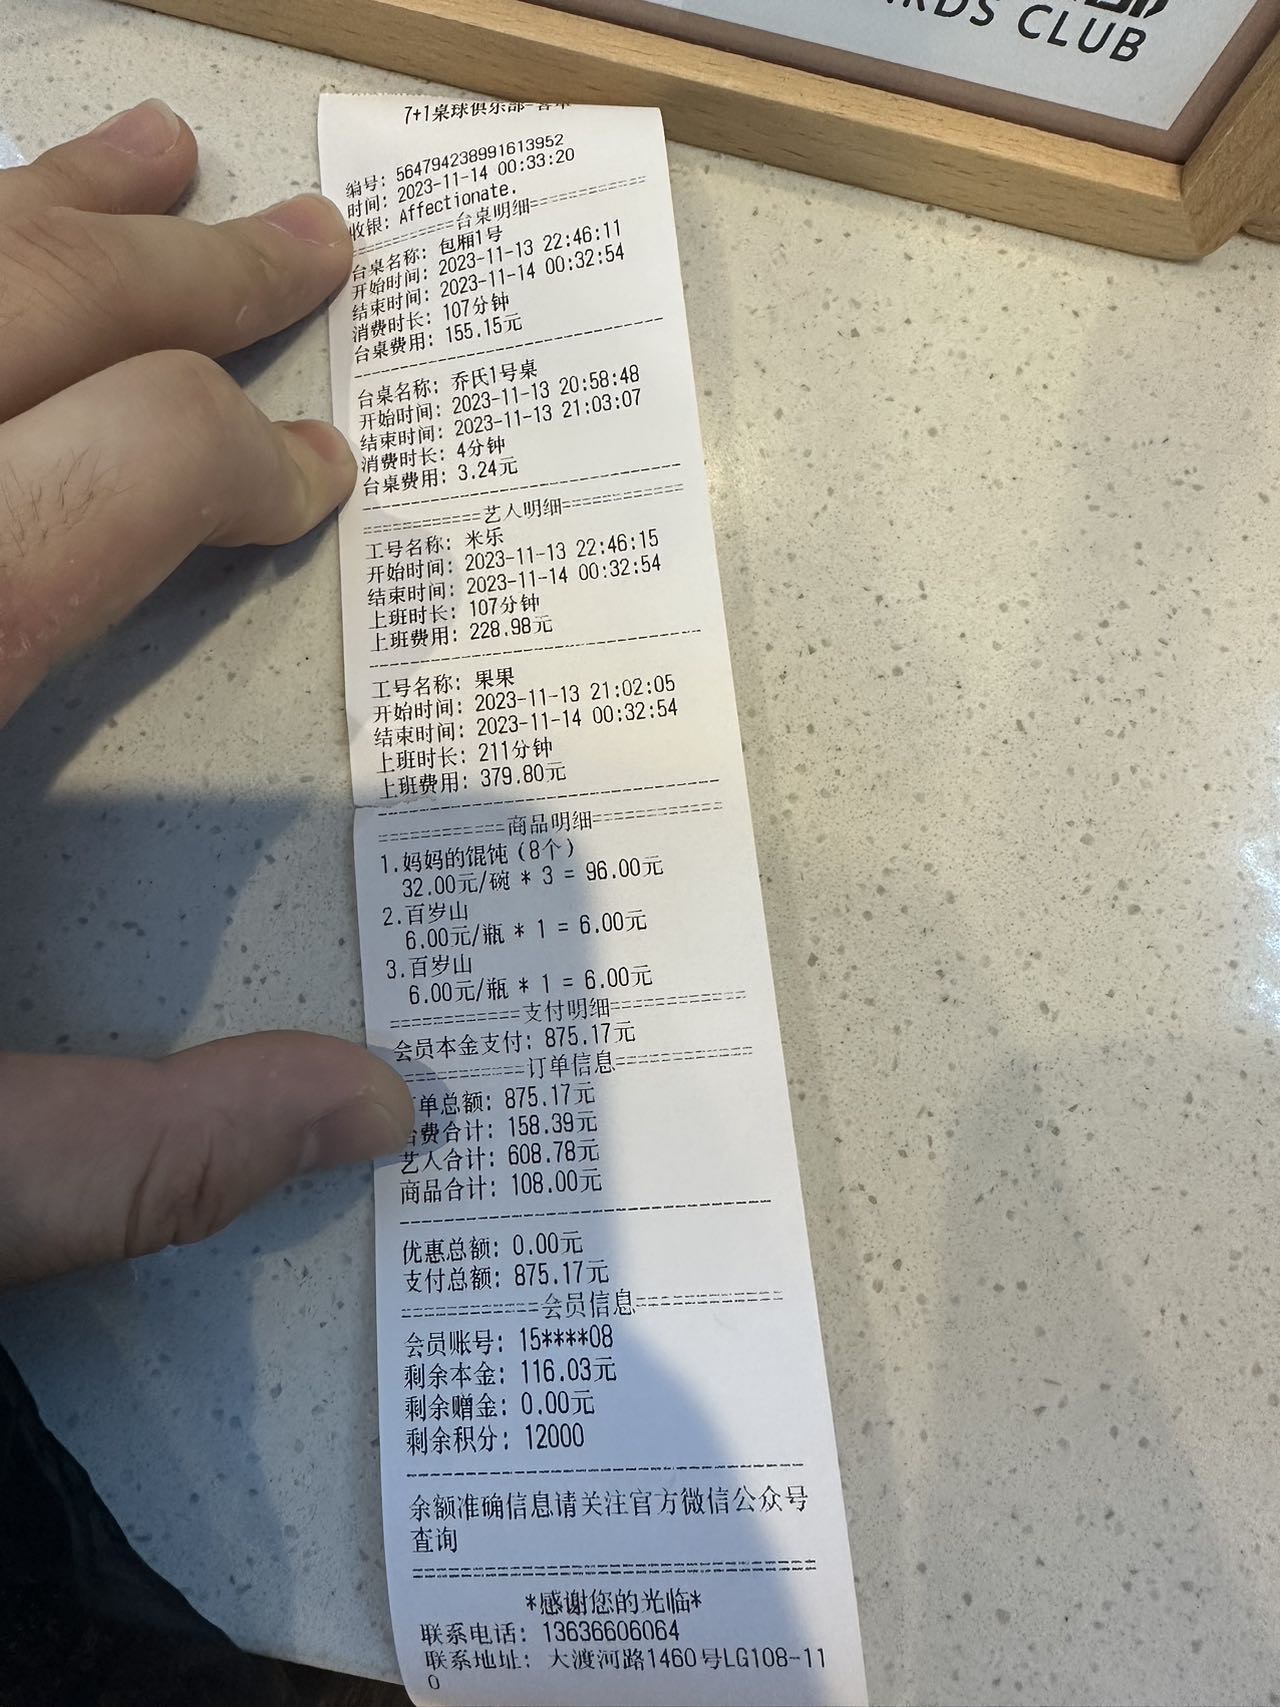 RDS CLUB
7+1桌球俱乐部-客单
编号: 564794238991613952
时间: 2023-11-14 00:33:20
收银: Affectionate.
============台桌明细============
台桌名称: 包厢1号
开始时间: 2023-11-13 22:46:11
结束时间: 2023-11-14 00:32:54
消费时长: 107分钟
台桌费用: 155.15元
台桌名称: 乔氏1号桌
开始时间: 2023-11-13 20:58:48
结束时间: 2023-11-13 21:03:07
消费时长: 4分钟
台桌费用: 3.24元
============艺人明细============
工号名称: 米乐
开始时间: 2023-11-13 22:46:15
结束时间: 2023-11-14 00:32:54
上班时长: 107分钟
上班费用: 228.98元
工号名称: 果果
开始时间: 2023-11-13 21:02:05
结束时间: 2023-11-14 00:32:54
上班时长: 211分钟
上班费用: 379.80元
============商品明细============
1.妈妈的馄饨(8个)
32.00元/碗 * 3 = 96.00元
2.百岁山
6.00元/瓶 * 1 = 6.00元
3.百岁山
6.00元/瓶 * 1 = 6.00元
============支付明细============
会员本金支付: 875.17元
============订单信息============
单总额: 875.17元
费合计: 158.39元
艺人合计: 608.78元
商品合计: 108.00元
优惠总额: 0.00元
支付总额: 875.17元
============会员信息============
会员账号: 15****08
剩余本金: 116.03元
剩余赠金: 0.00元
剩余积分: 12000
余额准确信息请关注官方微信公众号
查询
*感谢您的光临*
联系电话: 13636606064
联系地址: 大渡河路1460号LG108-11
0